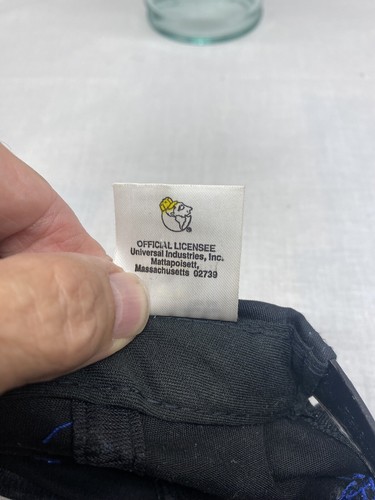 OFFICIAL LICENSEE
Universal Industries, Inc.
Mattapoisett,
Massachusetts 02739